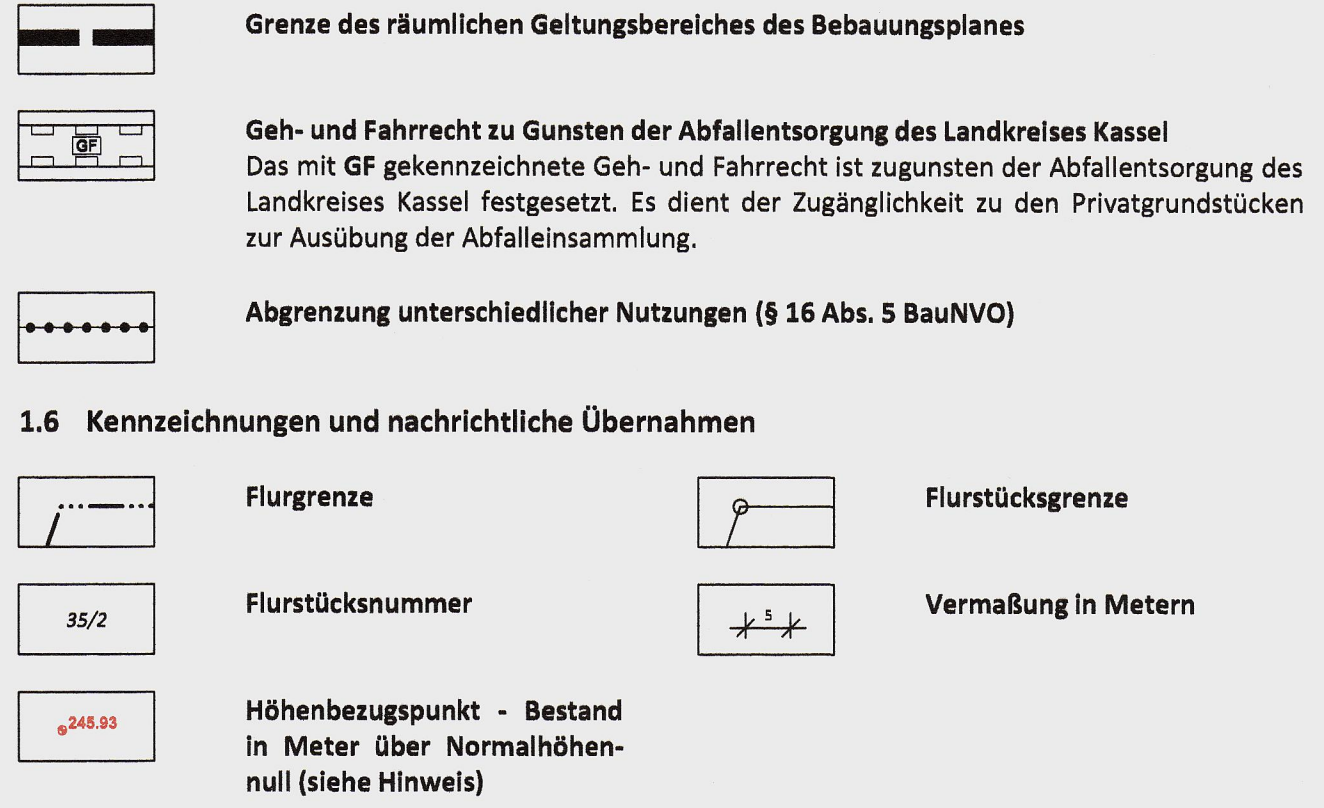 Grenze des räumlichen Geltungsbereiches des Bebauungsplanes
GF
Geh- und Fahrrecht zu Gunsten der Abfallentsorgung des Landkreises Kassel
Das mit GF gekennzeichnete Geh- und Fahrrecht ist zugunsten der Abfallentsorgung des
Landkreises Kassel festgesetzt. Es dient der Zugänglichkeit zu den Privatgrundstücken
zur Ausübung der Abfalleinsammlung.
Abgrenzung unterschiedlicher Nutzungen (§ 16 Abs. 5 BauNVO)
1.6 Kennzeichnungen und nachrichtliche Übernahmen
Flurgrenze
Flurstücksgrenze
35/2
Flurstücksnummer
5
Vermaßung in Metern
245.93
Höhenbezugspunkt - Bestand
in Meter über Normalhöhen-
null (siehe Hinweis)